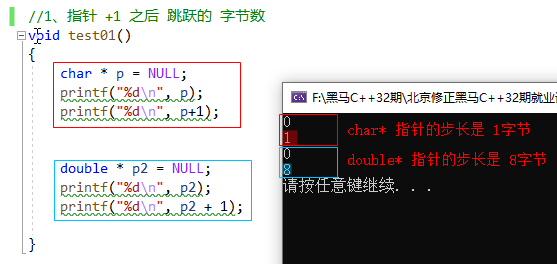 //1、指针 +1 之后 跳跃的 字节数
void test01()
{
char * p = NULL;
printf("%d\n", p);
printf("%d\n", p+1);
double * p2 = NULL;
printf("%d\n", p2);
printf("%d\n", p2 + 1);
}
F:\黑马C++32期\北京修正黑马C++32期就业
0
1 char* 指针的步长是 1字节
0
8 double* 指针的步长是 8字节
请按任意键继续. . .